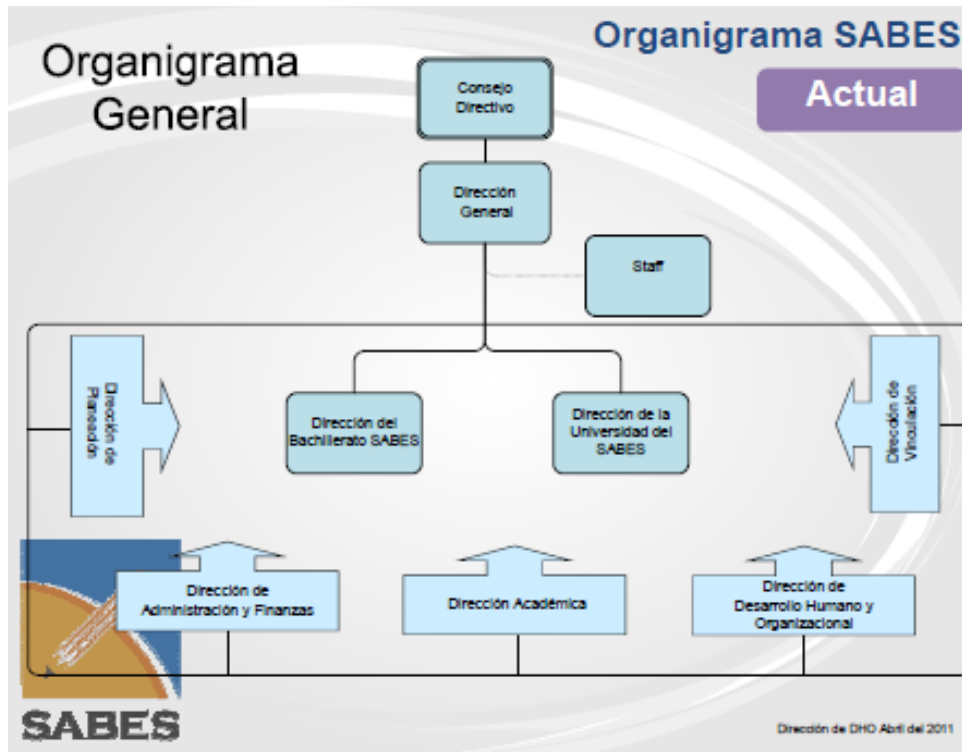 Organigrama SABES
Organigrama
General
Actual
Consejo
Directivo
Dirección
General
Staff
Dirección de
Planeación
Dirección del
Bachillerato SABES
Dirección de la
Universidad del
SABES
Dirección de
Vinculación
Dirección de
Administración y Finanzas
Dirección Académica
Dirección de
Desarrollo Humano y
Organizacional
SABES
Dirección de DHO Abril del 2011